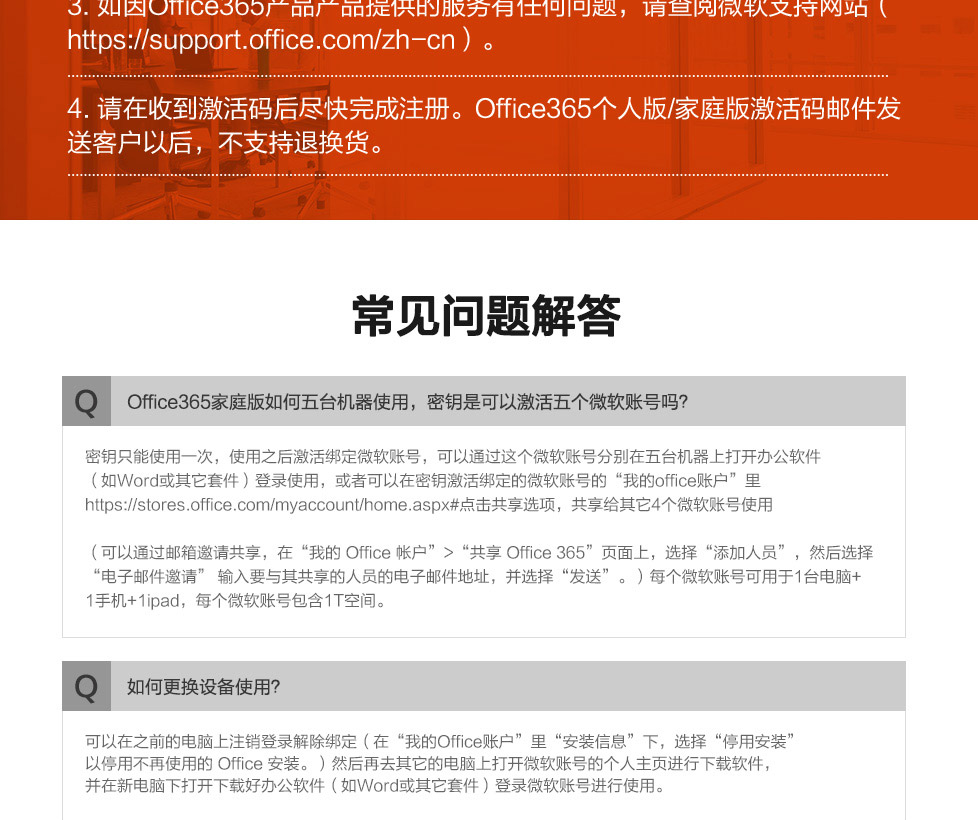 3. 如因Office365产品产品提供的服务有任何问题，请查阅微软支持网站（
https://support.office.com/zh-cn）。
4. 请在收到激活码后尽快完成注册。Office365个人版/家庭版激活码邮件发
送客户以后，不支持退换货。
常见问题解答
Q Office365家庭版如何五台机器使用，密钥是可以激活五个微软账号吗?
密钥只能使用一次，使用之后激活绑定微软账号，可以通过这个微软账号分别在五台机器上打开办公软件
（如Word或其它套件）登录使用，或者可以在密钥激活绑定的微软账号的“我的office账户”里
https://stores.office.com/myaccount/home.aspx#点击共享选项，共享给其它4个微软账号使用
（可以通过邮箱邀请共享，在“我的 Office 帐户”>“共享 Office 365”页面上，选择“添加人员”，然后选择
“电子邮件邀请” 输入要与其共享的人员的电子邮件地址，并选择“发送”。）每个微软账号可用于1台电脑+
1手机+1ipad，每个微软账号包含1T空间。
Q 如何更换设备使用?
可以在之前的电脑上注销登录解除绑定（在“我的Office账户”里“安装信息”下，选择“停用安装”
以停用不再使用的 Office 安装。）然后再去其它的电脑上打开微软账号的个人主页进行下载软件，
并在新电脑下打开下载好办公软件（如Word或其它套件）登录微软账号进行使用。